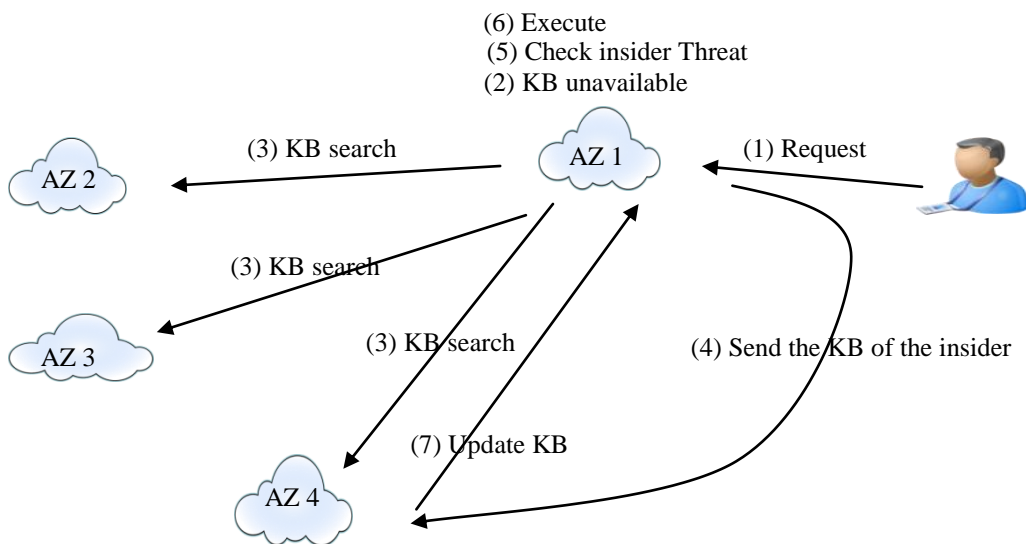 (6) Execute
(5) Check insider Threat
(2) KB unavailable
(3) KB search
AZ 1
(1) Request
AZ 2
(3) KB search
(3) KB search
(4) Send the KB of the insider
AZ 3
(7) Update KB
AZ 4